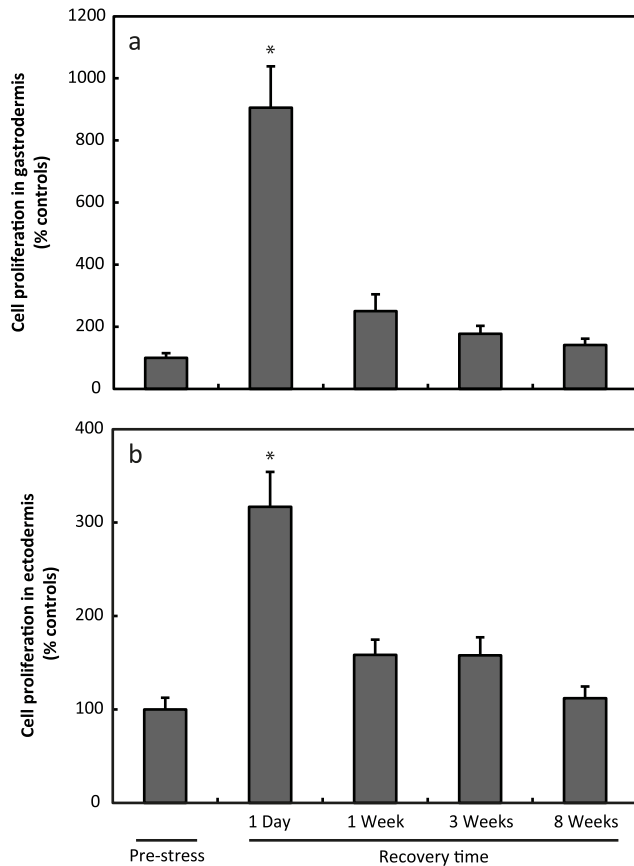 a
*
1200
1000
800
600
400
200
0
Cell proliferation in gastrodermis
(% controls)
b
*
400
300
200
100
0
Cell proliferation in ectodermis
(% controls)
1 Day 1 Week 3 Weeks 8 Weeks
Pre-stress Recovery time